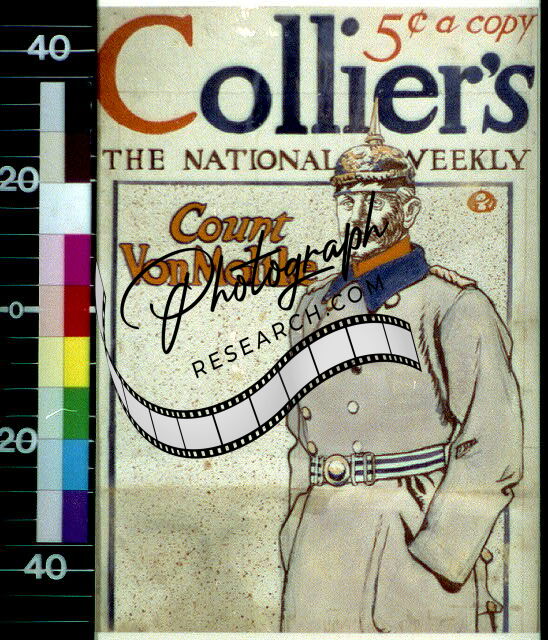 40
20
0
20
40
Collier's
5¢ a copy
THE NATIONAL WEEKLY
Count
Von
Photograph
RESEARCH.COM